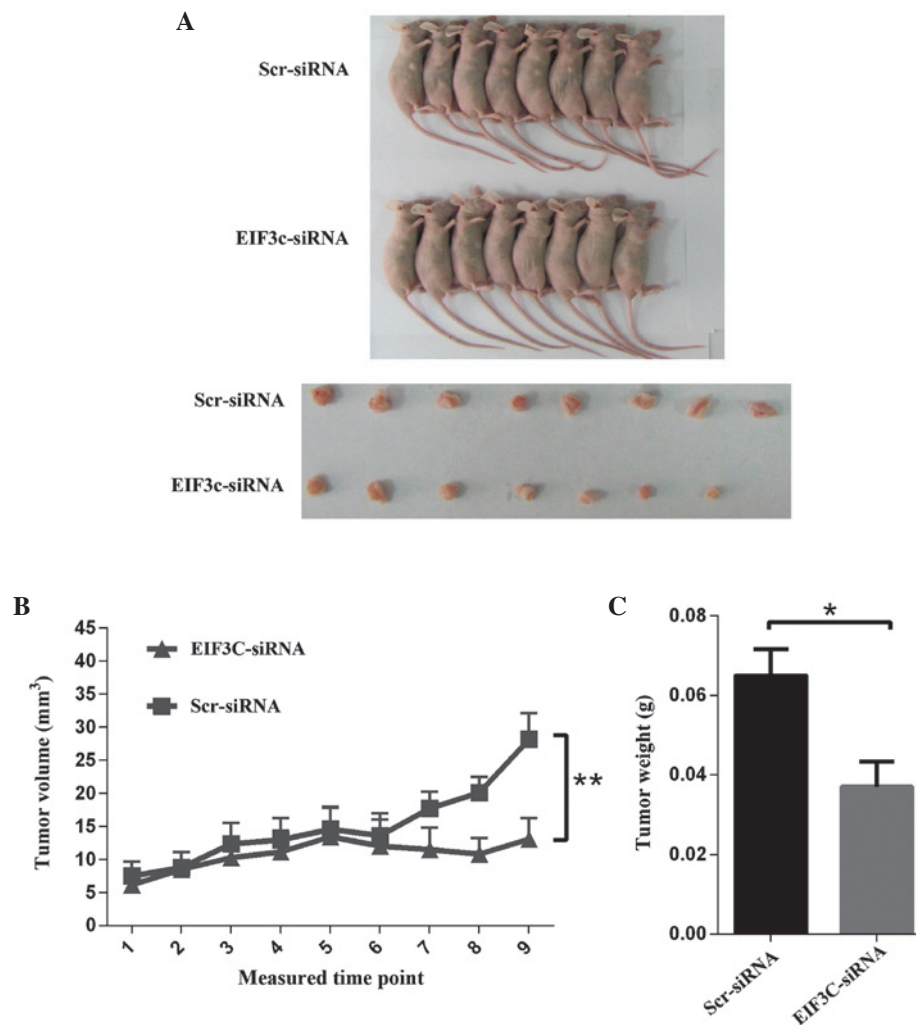 A
Scr-siRNA
EIF3c-siRNA
Scr-siRNA
EIF3c-siRNA
B
45
40
35
30
25
20
15
10
5
0
Tumor volume (mm³)
EIF3C-siRNA
Scr-siRNA
**
1 2 3 4 5 6 7 8 9
Measured time point
C
0.08
0.06
0.04
0.02
0.00
Tumor weight (g)
*
Scr-siRNA
EIF3C-siRNA